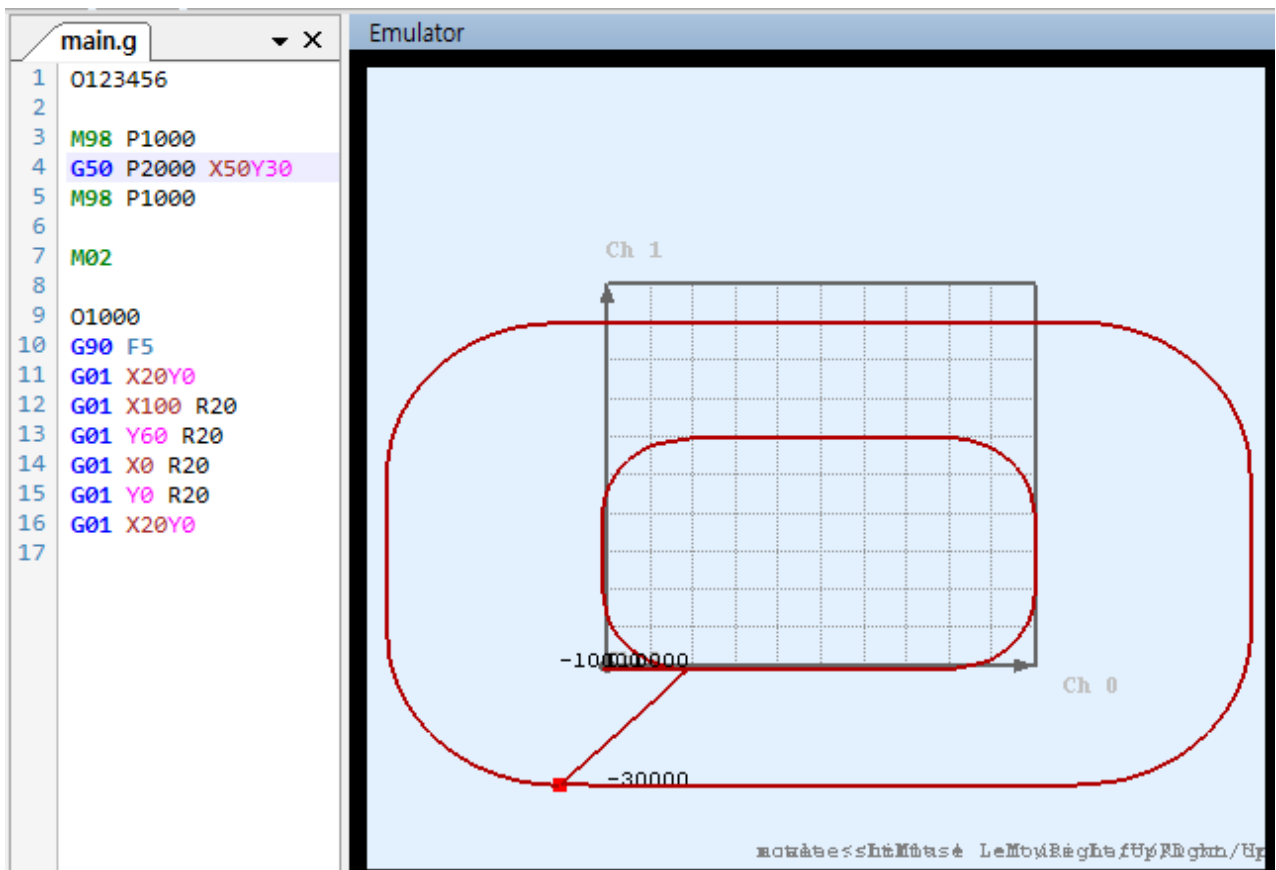 main.g
Emulator
1 O123456
2
3 M98 P1000
4 G50 P2000 X50Y30
5 M98 P1000
6
7 M02
8
9 O1000
10 G90 F5
11 G01 X20Y0
12 G01 X100 R20
13 G01 Y60 R20
14 G01 X0 R20
15 G01 Y0 R20
16 G01 X20Y0
17
Ch 1
Ch 0
-30000